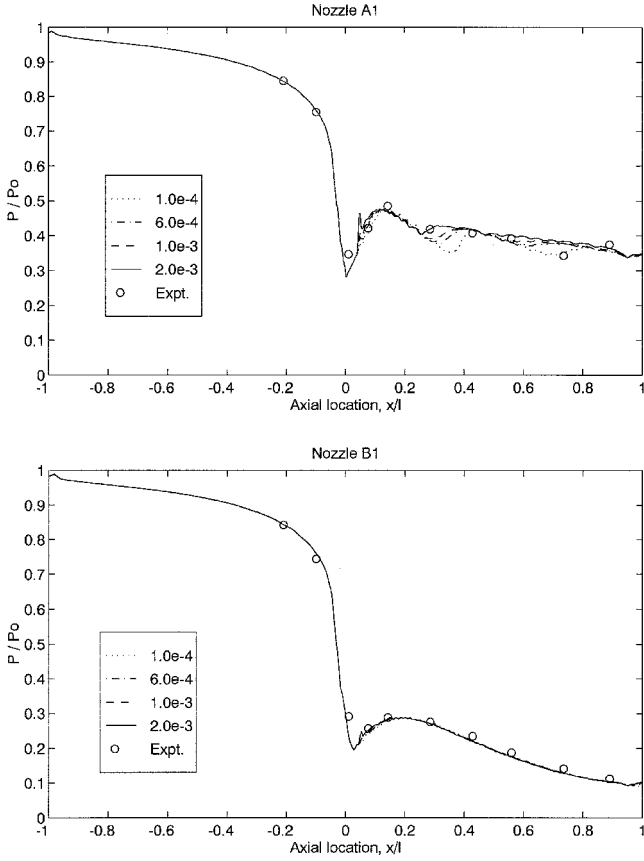 Nozzle A1
1
0.9
0.8
0.7
0.6
0.5
0.4
0.3
0.2
0.1
0
P / Po
1.0e-4
6.0e-4
1.0e-3
2.0e-3
Expt.
-1 -0.8 -0.6 -0.4 -0.2 0 0.2 0.4 0.6 0.8 1
Axial location, x/l
Nozzle B1
1
0.9
0.8
0.7
0.6
0.5
0.4
0.3
0.2
0.1
0
P / Po
1.0e-4
6.0e-4
1.0e-3
2.0e-3
Expt.
-1 -0.8 -0.6 -0.4 -0.2 0 0.2 0.4 0.6 0.8 1
Axial location, x/l